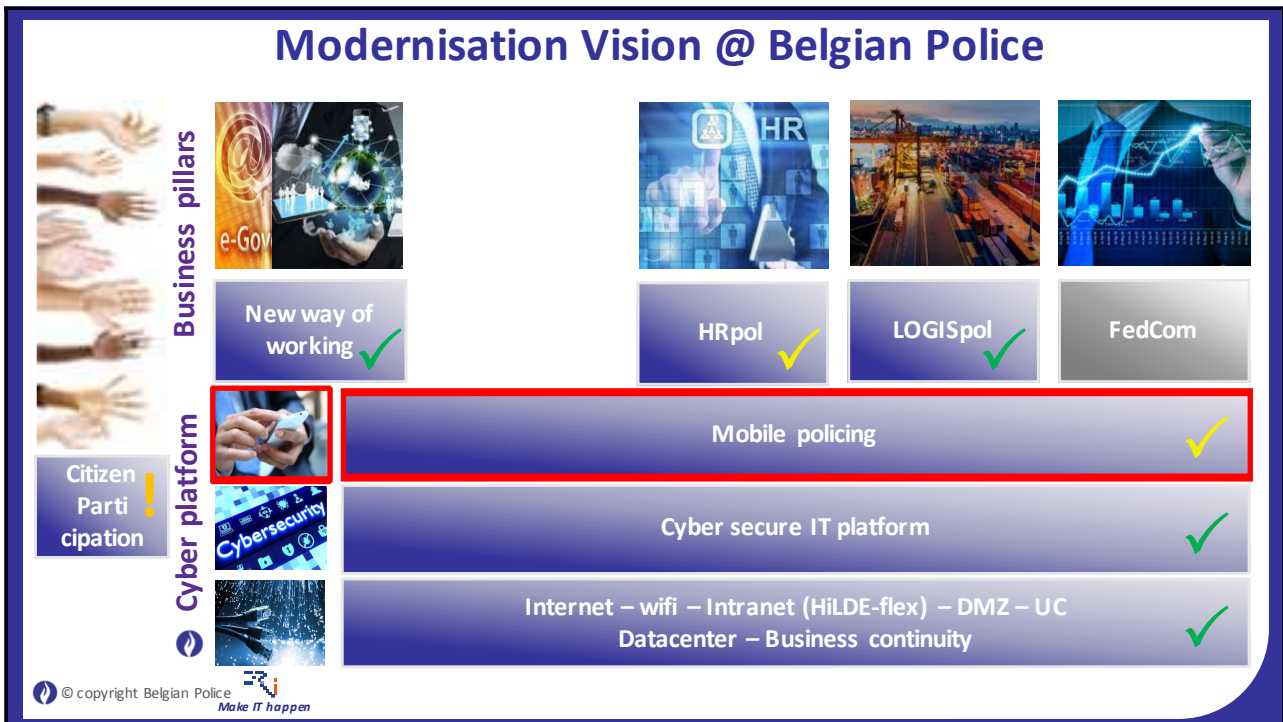 Modernisation Vision @ Belgian Police
Business pillars
@
e-Gov
HR
New way of
working
HRpol
LOGISpol
FedCom
Citizen
Parti
cipation
!
Cyber platform
Mobile policing
Cybersecurity
Cyber secure IT platform
Internet – wifi – Intranet (HiLDE-flex) – DMZ – UC
Datacenter – Business continuity
© copyright Belgian Police
Make IT happen